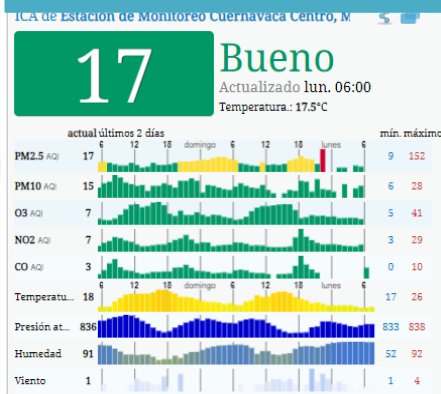 ICA de Estación de Monitoreo Cuernavaca Centro, M
17
Bueno
Actualizado lun. 06:00
Temperatura.: 17.5°C
actual últimos 2 días mín. máximo
6 12 18 domingo 6 12 18 lunes 6
PM2.5 AQI 17 9 152
PM10 AQI 15 6 28
O3 AQI 7 5 41
NO2 AQI 7 3 29
CO AQI 3 0 10
6 12 18 domingo 6 12 18 lunes 6
Temperatu... 18 17 26
Presión at... 836 833 838
Humedad 91 52 92
Viento 1 1 4